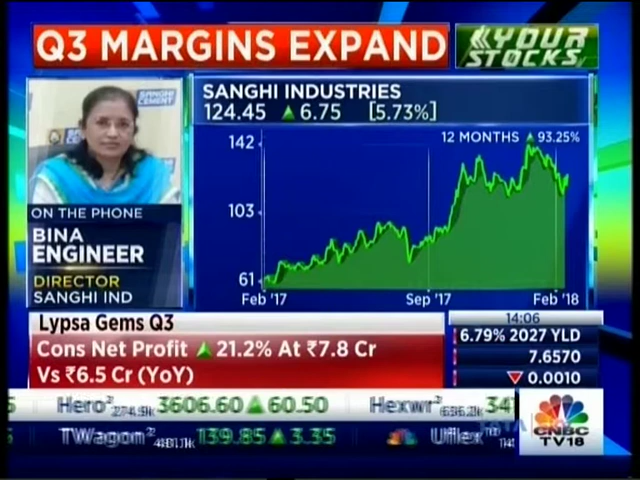 Q3 MARGINS EXPAND
YOUR
STOCKS
SANGHI
CEMENT
ON THE PHONE
BINA
ENGINEER
DIRECTOR
SANGHI IND
SANGHI INDUSTRIES
124.45 ▲ 6.75 [5.73%]
12 MONTHS ▲ 93.25%
142
103
61
Feb '17 Sep '17 Feb '18
Lypsa Gems Q3
Cons Net Profit ▲ 21.2% At ₹7.8 Cr
Vs ₹6.5 Cr (YoY)
14:06
6.79% 2027 YLD
7.6570
▼ 0.0010
Hero 3606.60 ▲ 60.50 Hexwr
TWagon 139.85 ▲ 3.35 Uflex
CNBC
TV18